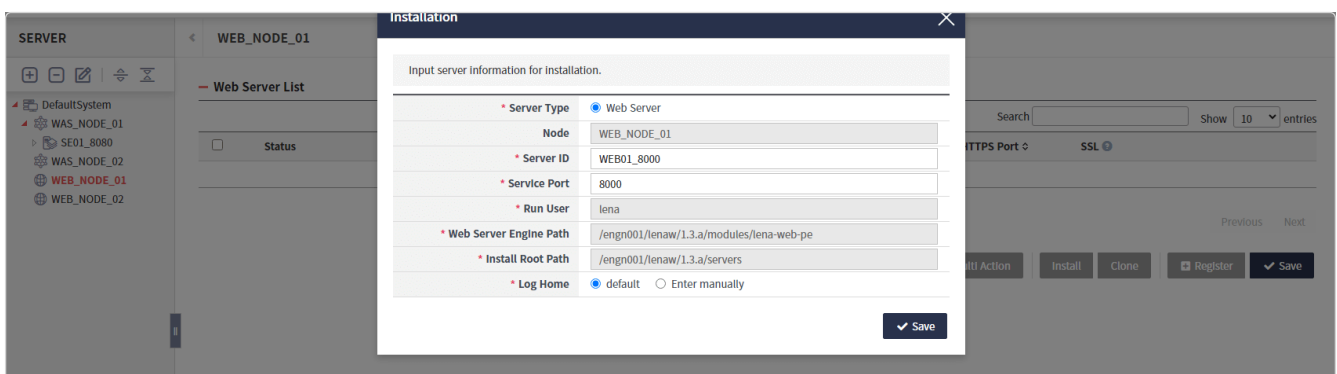 Installation
SERVER
WEB_NODE_01
Input server information for installation.
Web Server List
DefaultSystem
WAS_NODE_01
SE01_8080
WAS_NODE_02
WEB_NODE_01
WEB_NODE_02
* Server Type Web Server
Node WEB_NODE_01
* Server ID WEB01_8000
* Service Port 8000
* Run User lena
* Web Server Engine Path /engn001/lenaw/1.3.a/modules/lena-web-pe
* Install Root Path /engn001/lenaw/1.3.a/servers
* Log Home default Enter manually
Save
Search Show 10 entries
Status HTTPS Port SSL
Previous Next
Action Install Clone Register Save